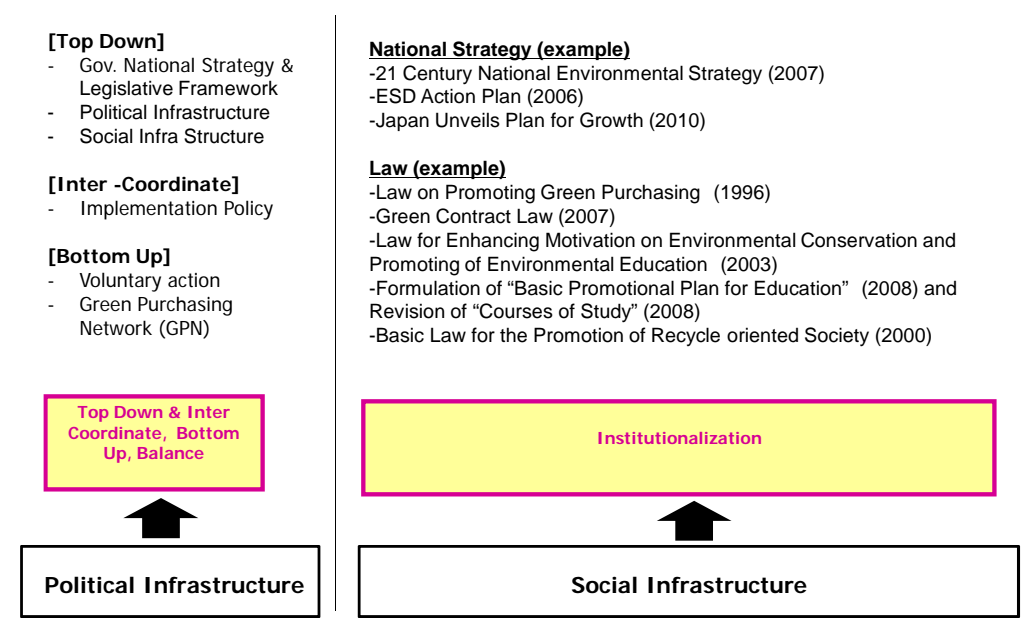 [Top Down]
- Gov. National Strategy &
Legislative Framework
- Political Infrastructure
- Social Infra Structure
[Inter -Coordinate]
- Implementation Policy
[Bottom Up]
- Voluntary action
- Green Purchasing
Network (GPN)
Top Down & Inter
Coordinate, Bottom
Up, Balance
Political Infrastructure
National Strategy (example)
-21 Century National Environmental Strategy (2007)
-ESD Action Plan (2006)
-Japan Unveils Plan for Growth (2010)
Law (example)
-Law on Promoting Green Purchasing (1996)
-Green Contract Law (2007)
-Law for Enhancing Motivation on Environmental Conservation and
Promoting of Environmental Education (2003)
-Formulation of “Basic Promotional Plan for Education” (2008) and
Revision of “Courses of Study” (2008)
-Basic Law for the Promotion of Recycle oriented Society (2000)
Institutionalization
Social Infrastructure